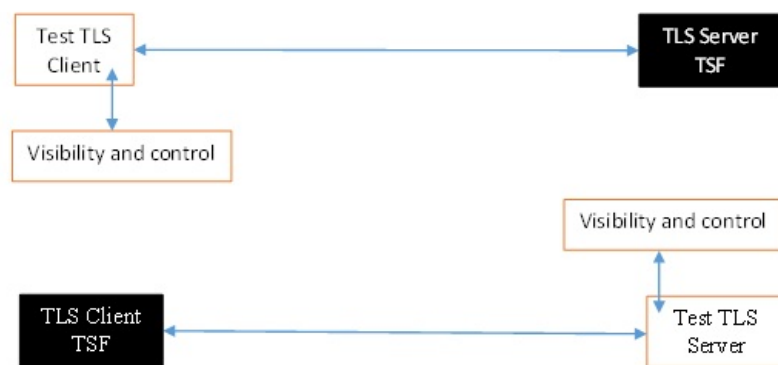 Test TLS
Client
TLS Server
TSF
Visibility and control
Visibility and control
TLS Client
TSF
Test TLS
Server